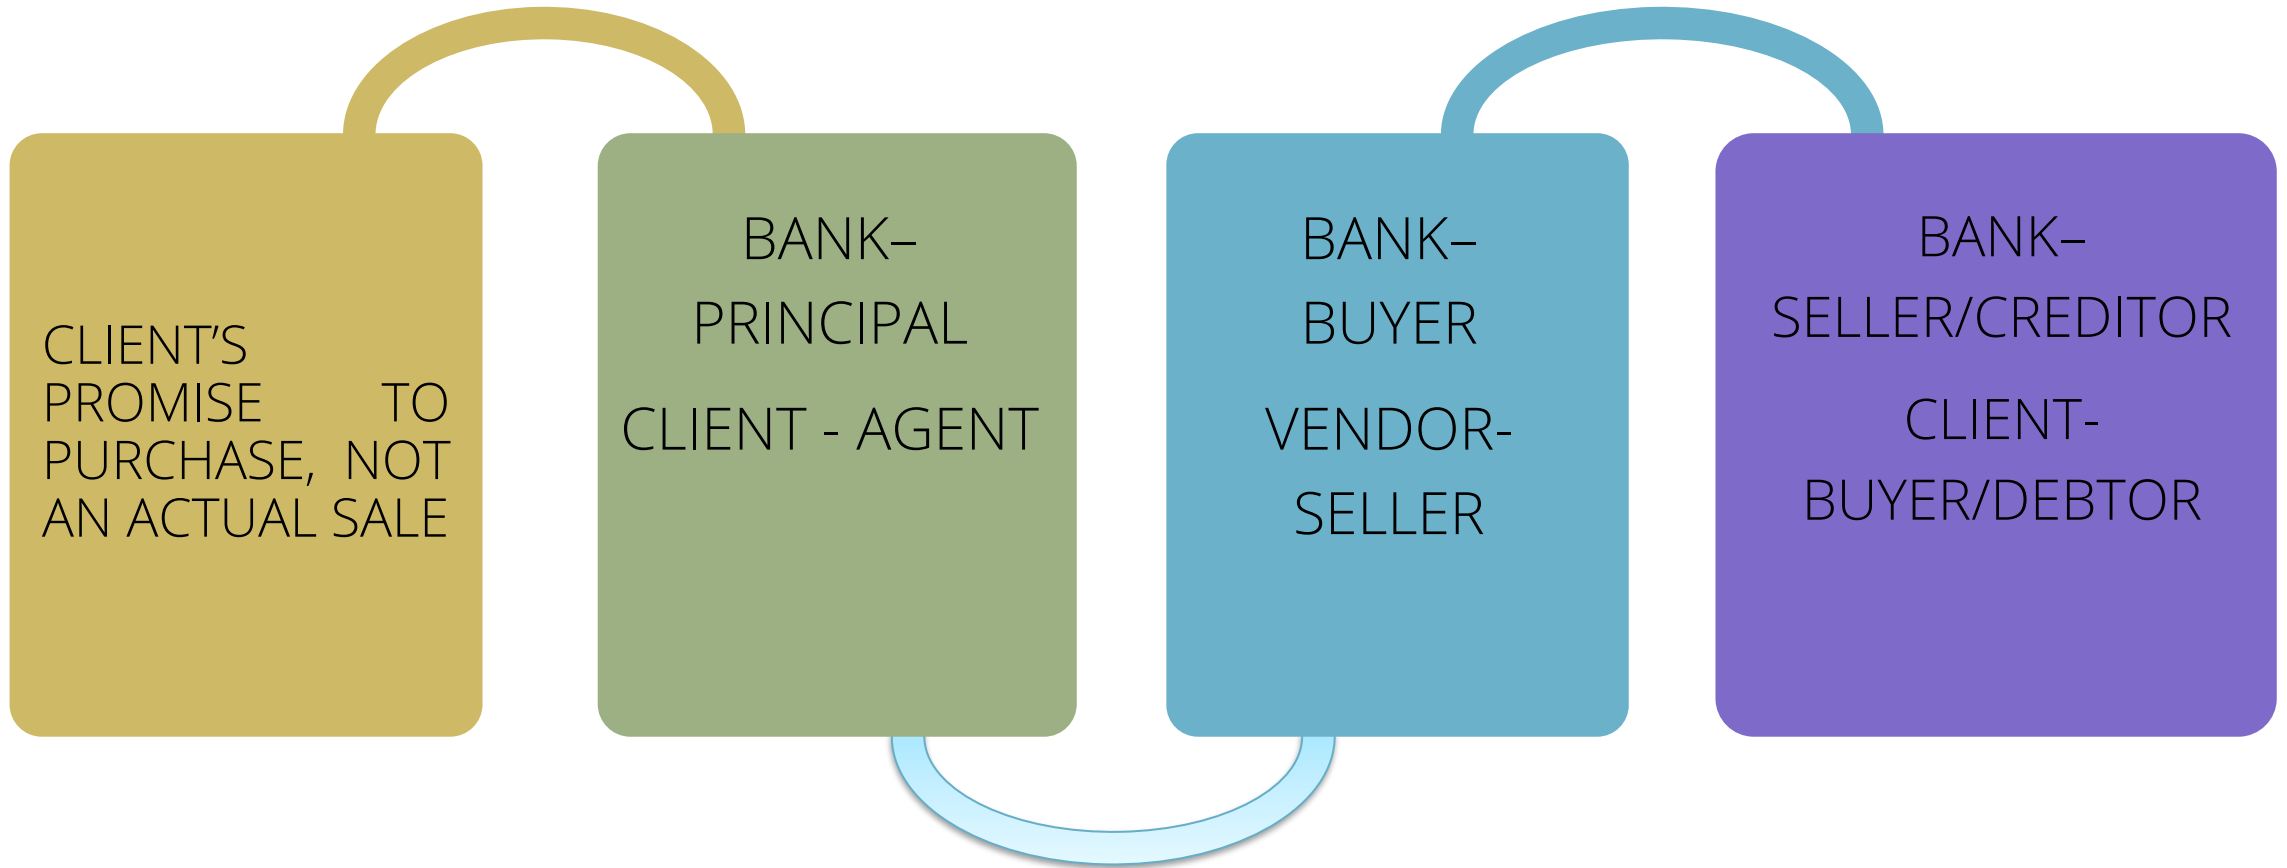 CLIENT’S
PROMISE TO
PURCHASE, NOT
AN ACTUAL SALE
BANK–
PRINCIPAL
CLIENT - AGENT
BANK–
BUYER
VENDOR-
SELLER
BANK–
SELLER/CREDITOR
CLIENT-
BUYER/DEBTOR